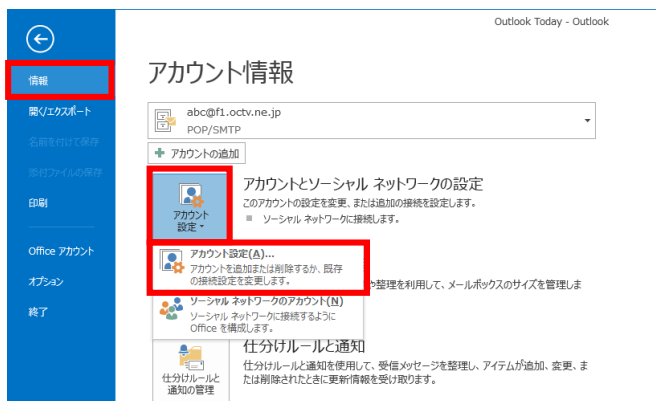 Outlook Today - Outlook
情報
開く/エクスポート
名前を付けて保存
添付ファイルの保存
印刷
Office アカウント
オプション
終了
アカウント情報
abc@f1.octv.ne.jp
POP/SMTP
アカウントの追加
アカウント
設定
アカウントとソーシャル ネットワークの設定
このアカウントの設定を変更、または追加の接続を設定します。
ソーシャル ネットワークに接続します。
アカウント設定(A)...
アカウントを追加または削除するか、既存
の接続設定を変更します。
整理を利用して、メールボックスのサイズを管理しま
ソーシャル ネットワークのアカウント(N)
ソーシャル ネットワークに接続するように
Office を構成します。
仕分けルールと
通知の管理
仕分けルールと通知
仕分けルールと通知を使用して、受信メッセージを整理し、アイテムが追加、変更、ま
たは削除されたときに更新情報を受け取ります。